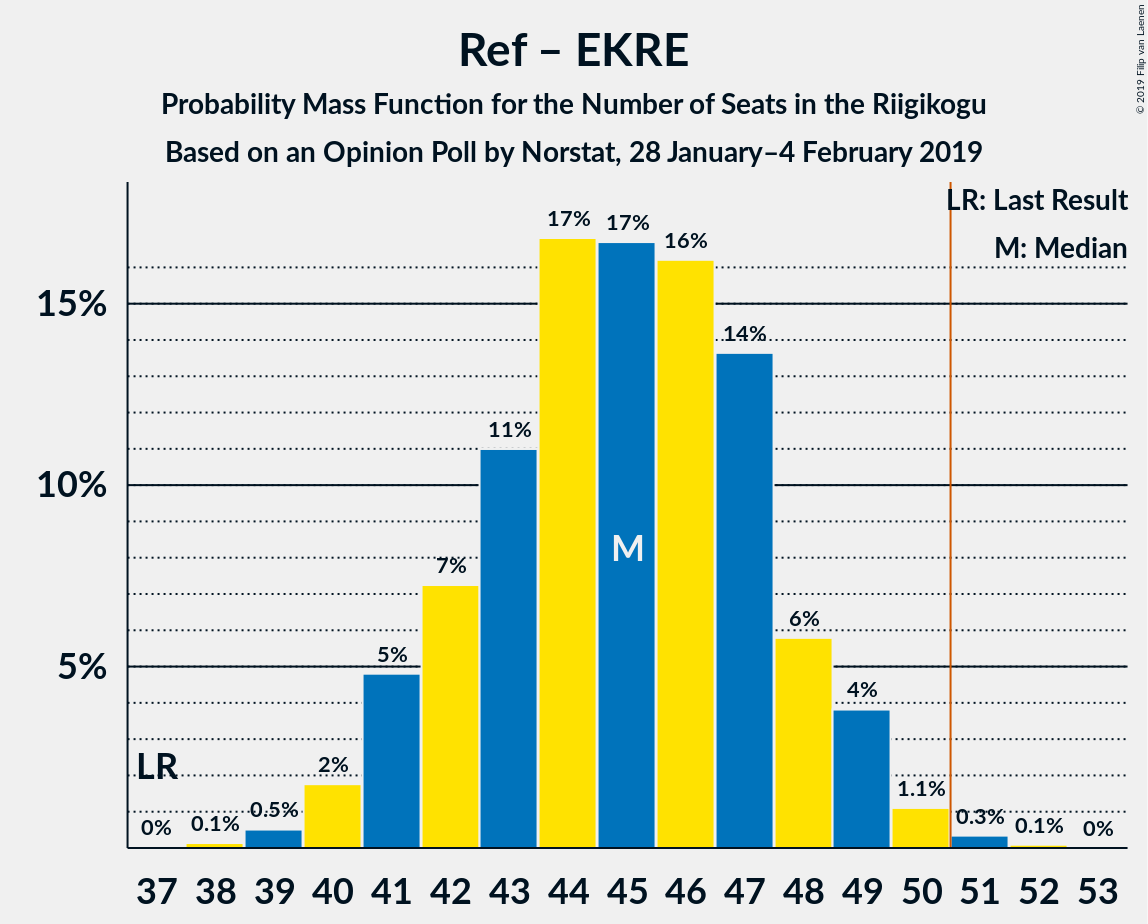 Ref – EKRE
Probability Mass Function for the Number of Seats in the Riigikogu
Based on an Opinion Poll by Norstat, 28 January–4 February 2019
© 2019 Filip van Laenen
LR: Last Result
M: Median
15%
10%
5%
LR
M
0%
0.1%
0.5%
2%
5%
7%
11%
17%
17%
16%
14%
6%
4%
1.1%
0.3%
0.1%
0%
37 38 39 40 41 42 43 44 45 46 47 48 49 50 51 52 53